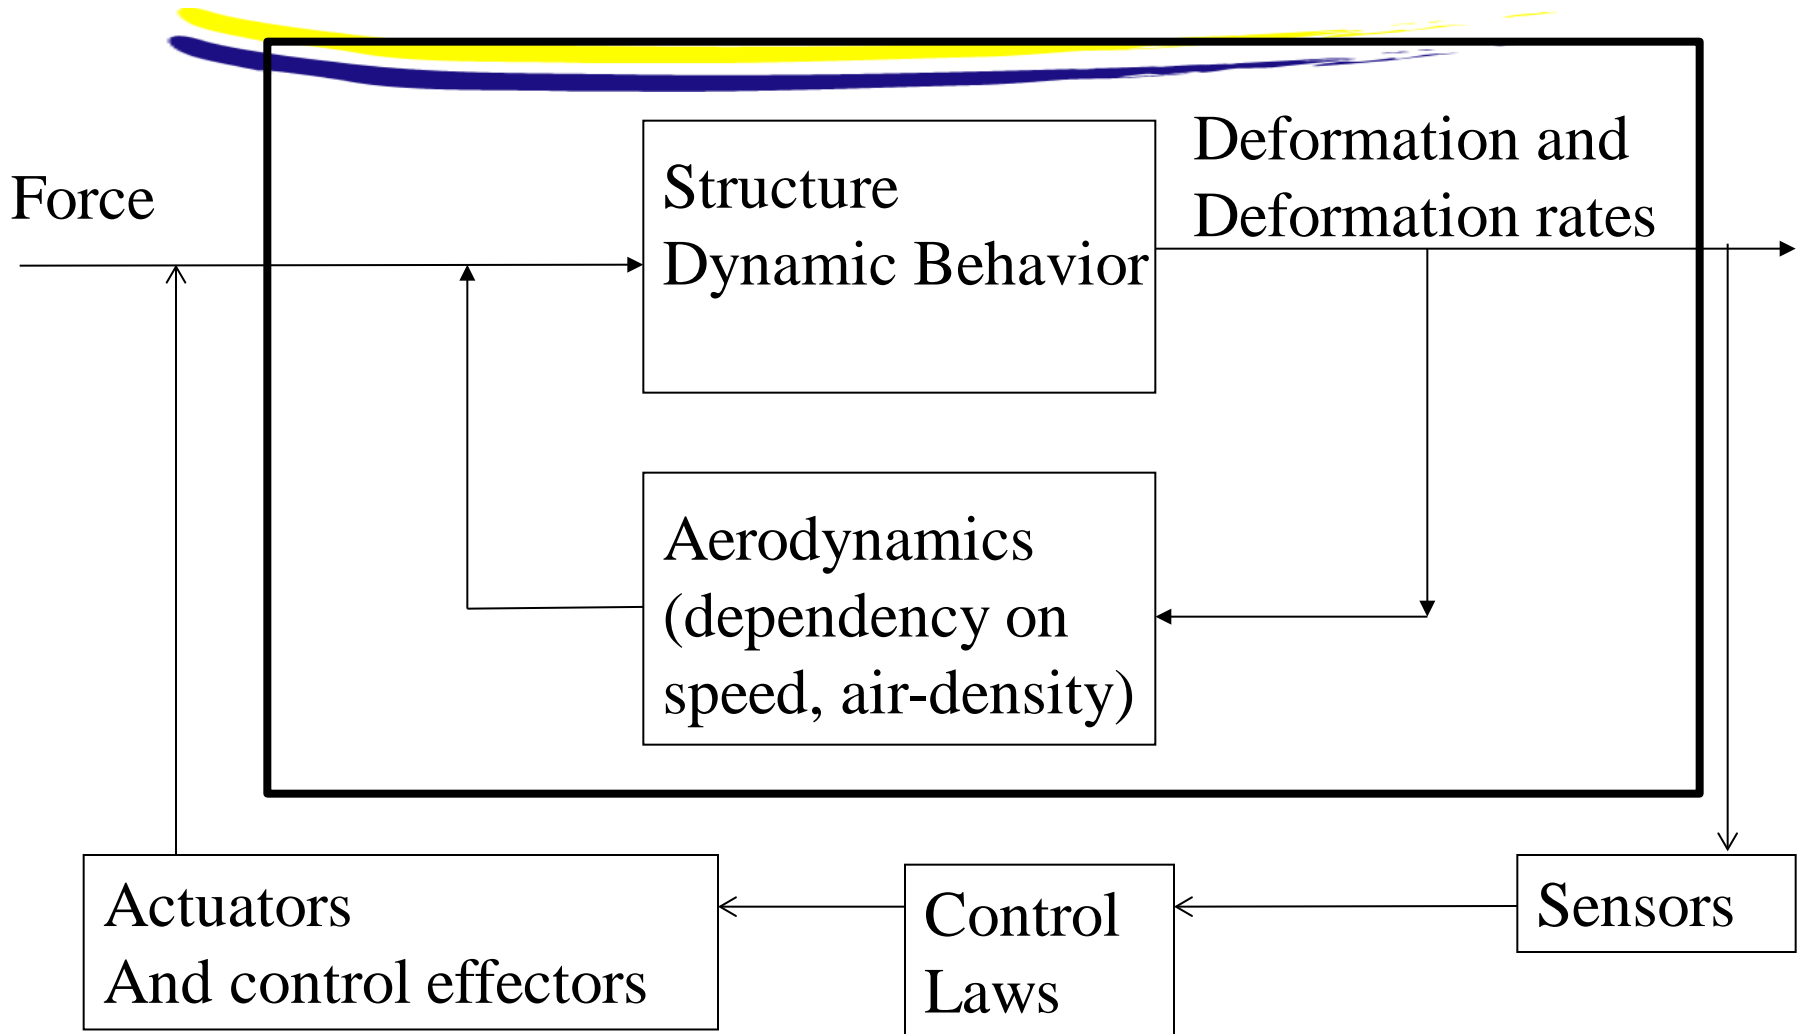 Force
Structure
Dynamic Behavior
Deformation and
Deformation rates
Aerodynamics
(dependency on
speed, air-density)
Actuators
And control effectors
Control
Laws
Sensors